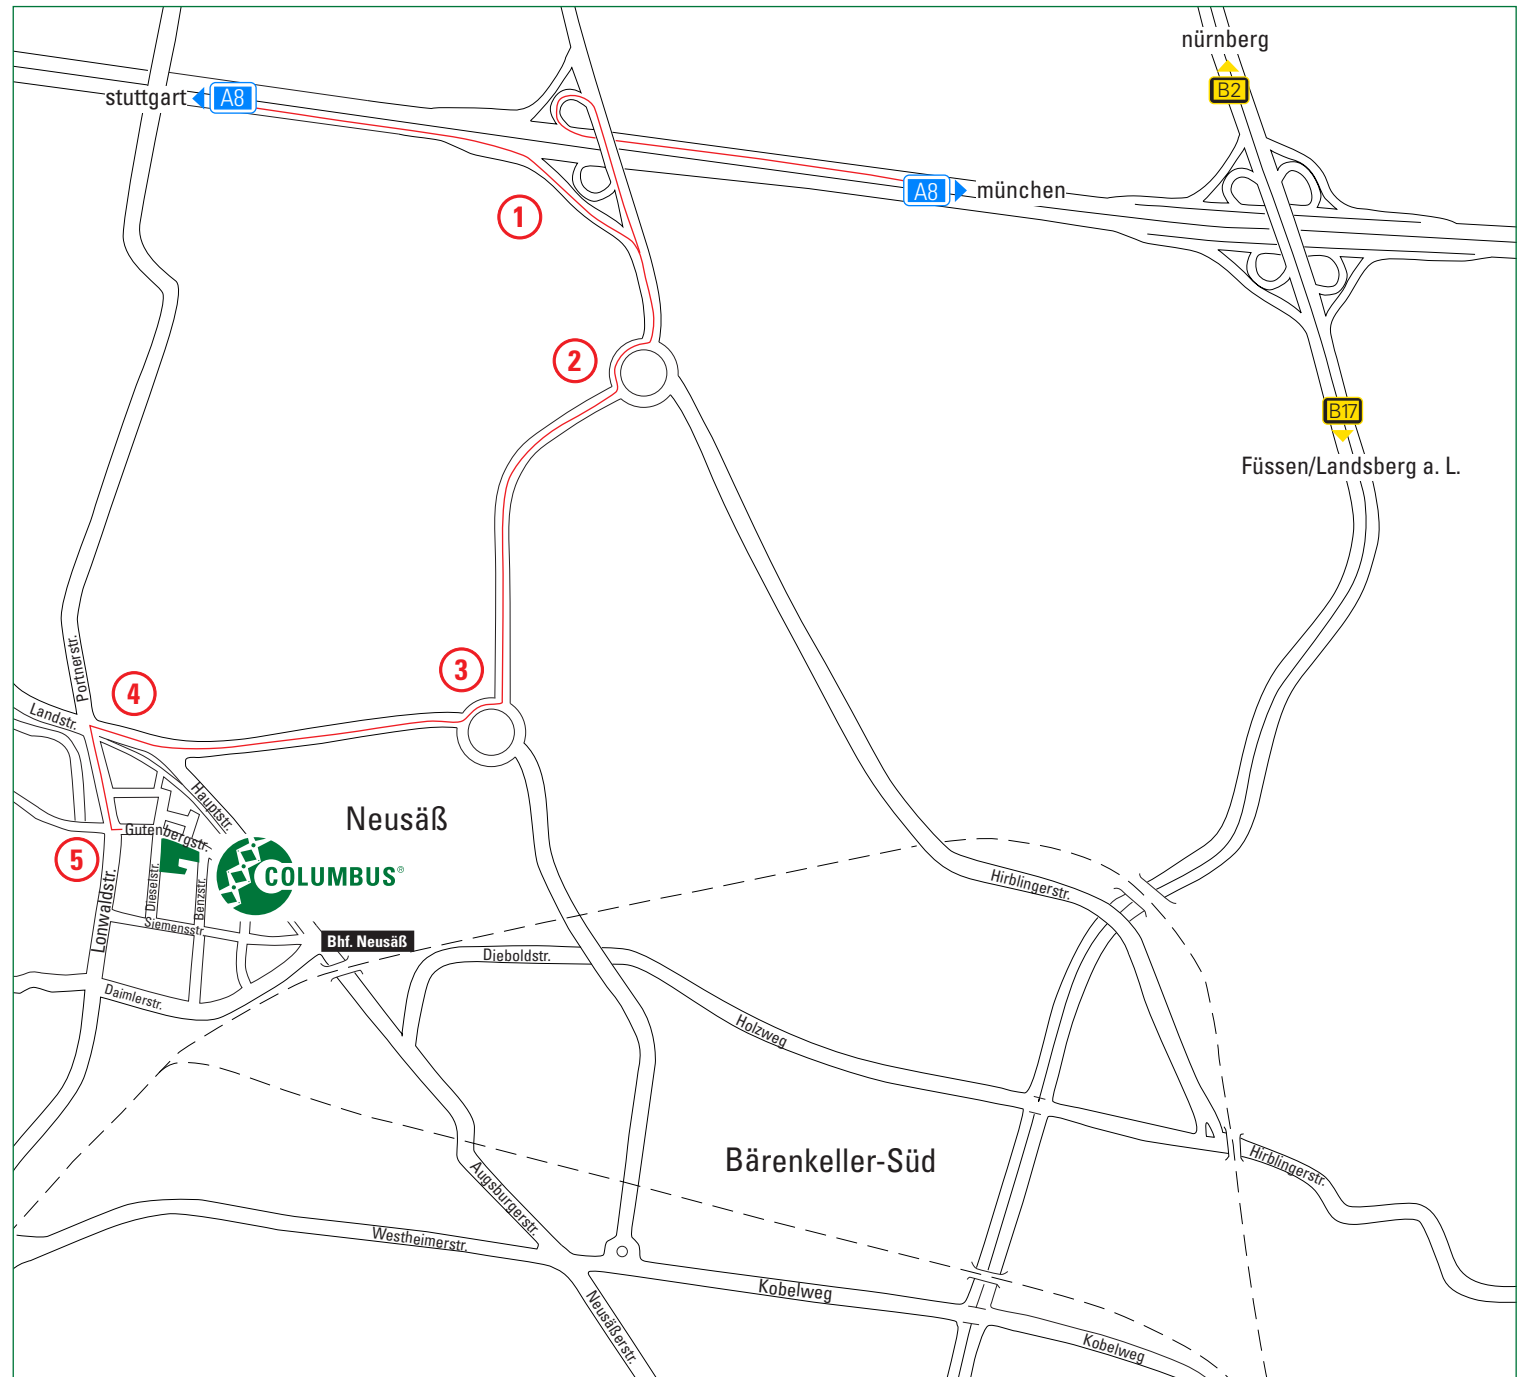 nürnberg
B2
stuttgart
A8
A8
münchen
1
2
B17
Füssen/Landsberg a. L.
3
4
Portnerstr.
Landstr.
Hauptstr.
Neusäß
Gutenbergstr.
5
COLUMBUS®
Dieselstr.
Benzstr.
Lonwaldstr.
Siemensstr.
Hirblingerstr.
Bhf. Neusäß
Dieboldstr.
Daimlerstr.
Holzweg
Bärenkeller-Süd
Hirblingerstr.
Augsburgerstr.
Westheimerstr.
Kobelweg
Neusäßerstr.
Kobelweg